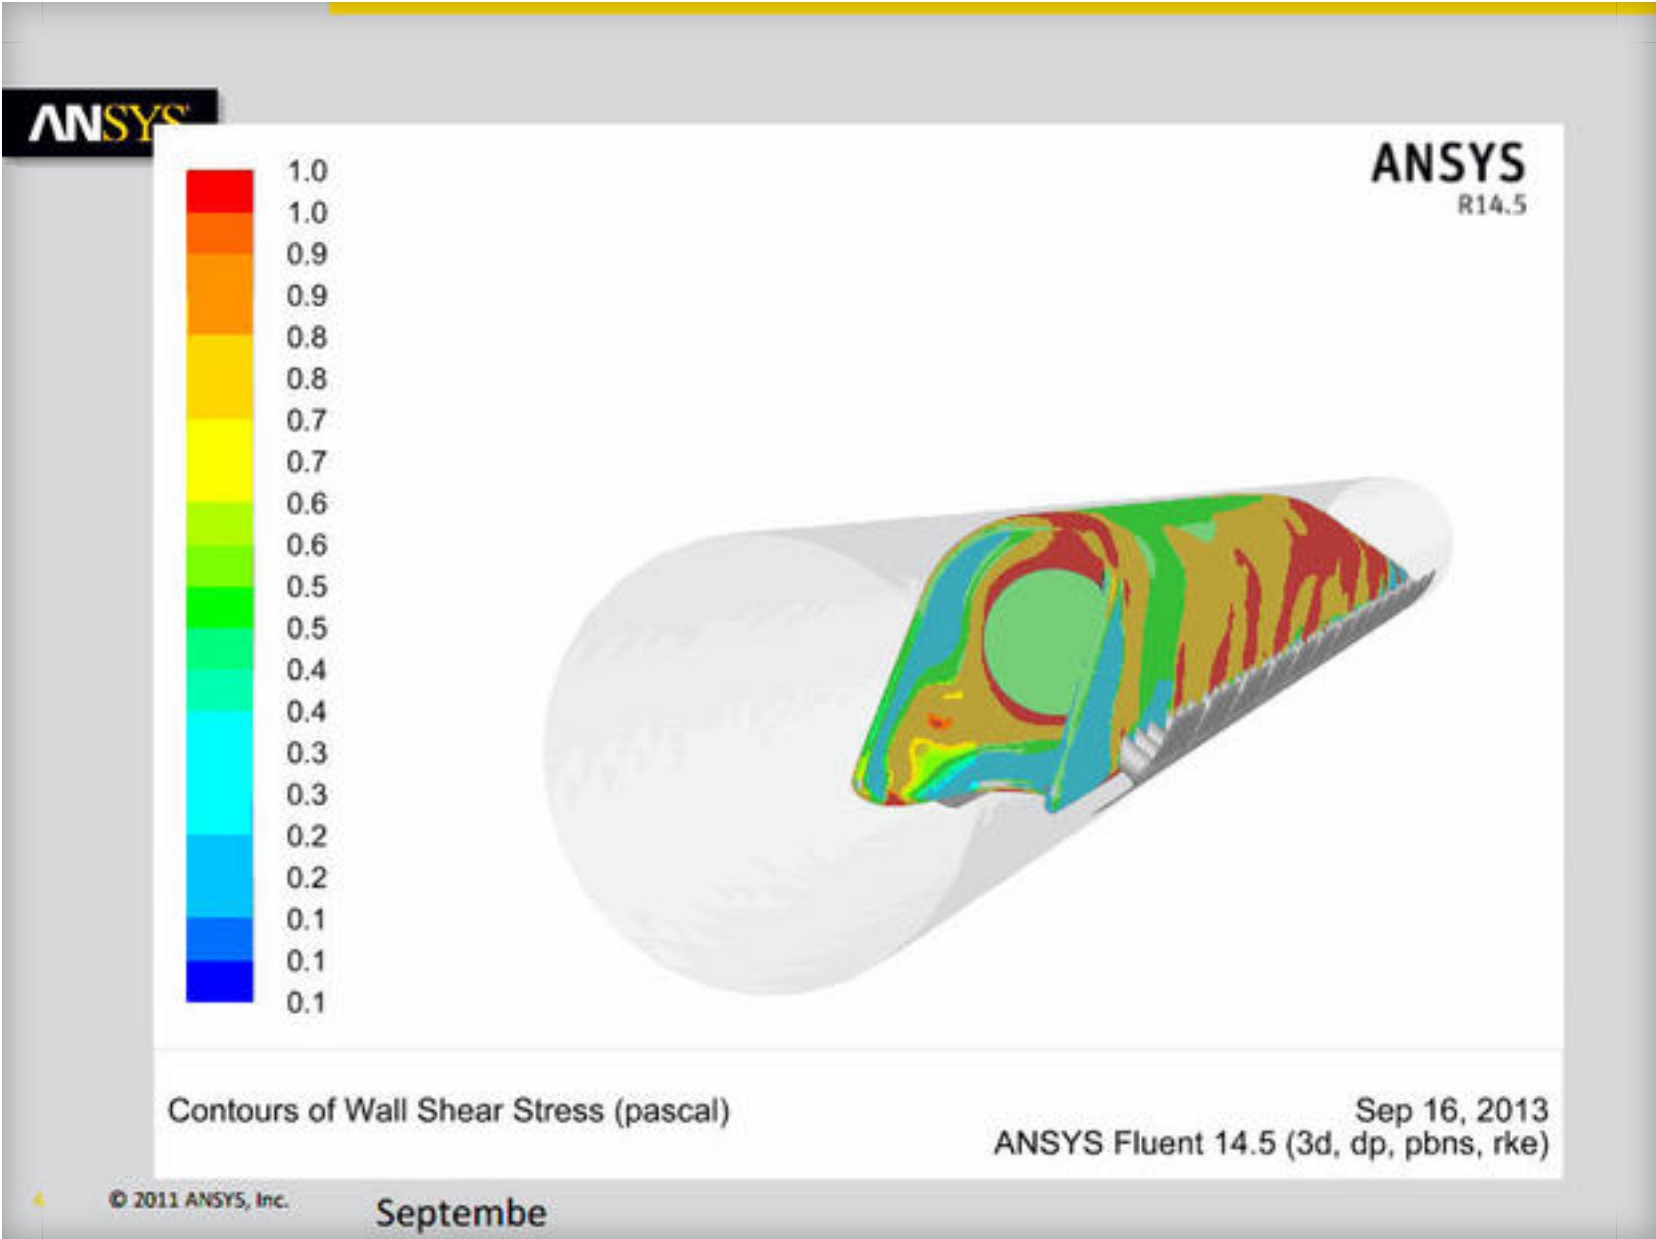 ANSYS
ANSYS
R14.5
1.0
1.0
0.9
0.9
0.8
0.8
0.7
0.7
0.6
0.6
0.5
0.5
0.4
0.4
0.3
0.3
0.2
0.2
0.1
0.1
0.1
Contours of Wall Shear Stress (pascal)
Sep 16, 2013
ANSYS Fluent 14.5 (3d, dp, pbns, rke)
4
© 2011 ANSYS, Inc.
Septembe